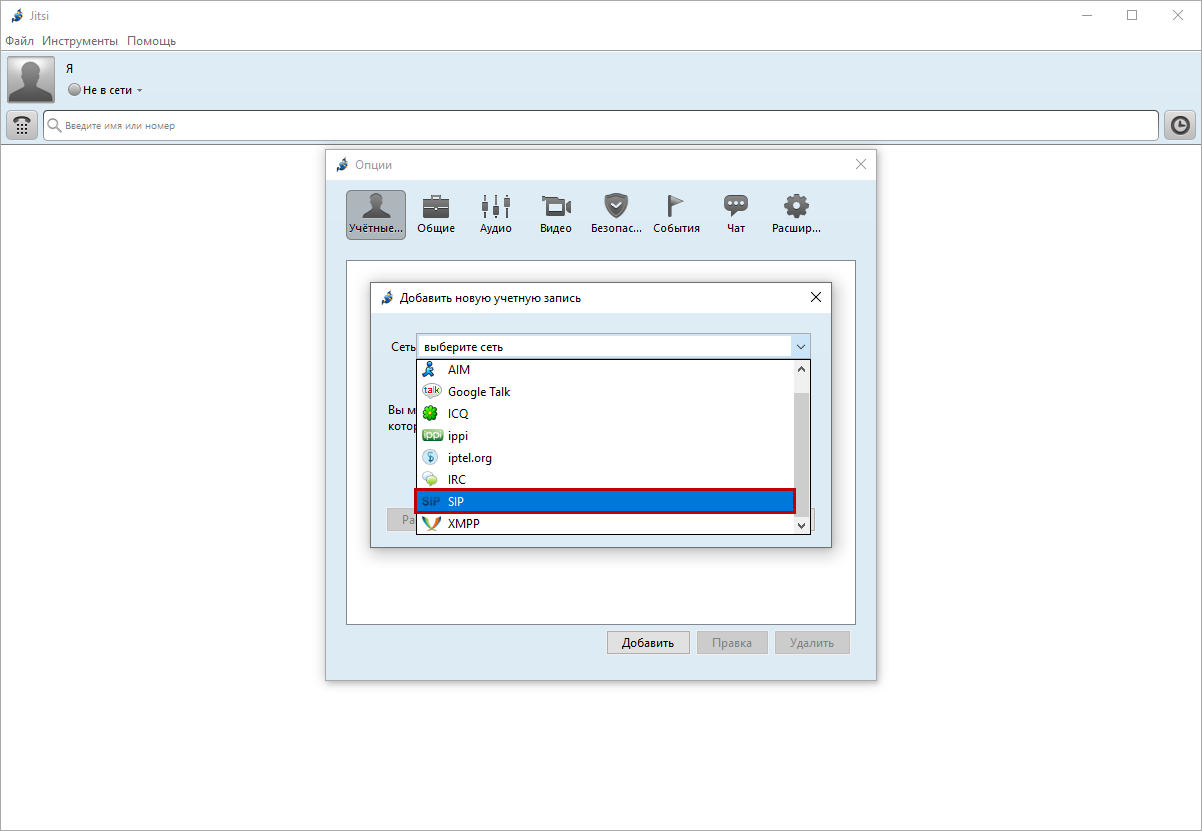 Jitsi
Файл Инструменты Помощь
Я
Не в сети
Введите имя или номер
Опции
Учётные... Общие Аудио Видео Безопас... События Чат Расшир...
Добавить новую учетную запись
Сеть выберите сеть
AIM
talk Google Talk
Вы м
ICQ
котор
ippi ippi
iptel.org
IRC
SIP SIP
Ра
XMPP
Добавить Правка Удалить